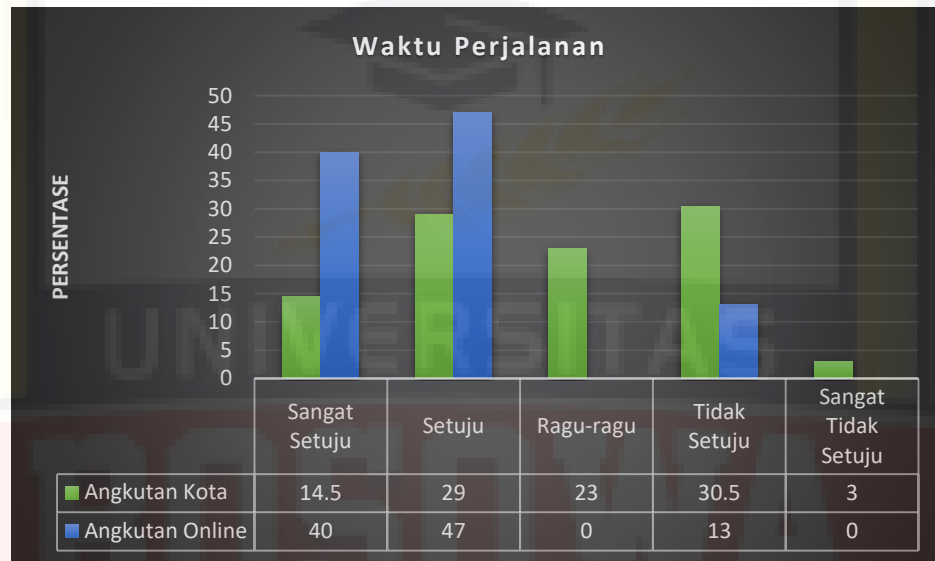 Waktu Perjalanan
PERSENTASE
50
45
40
35
30
25
20
15
10
5
0
Sangat Setuju
Setuju
Ragu-ragu
Tidak Setuju
Sangat Tidak Setuju
Angkutan Kota 14.5 29 23 30.5 3
Angkutan Online 40 47 0 13 0
UNIVERSITAS
BOSOWA